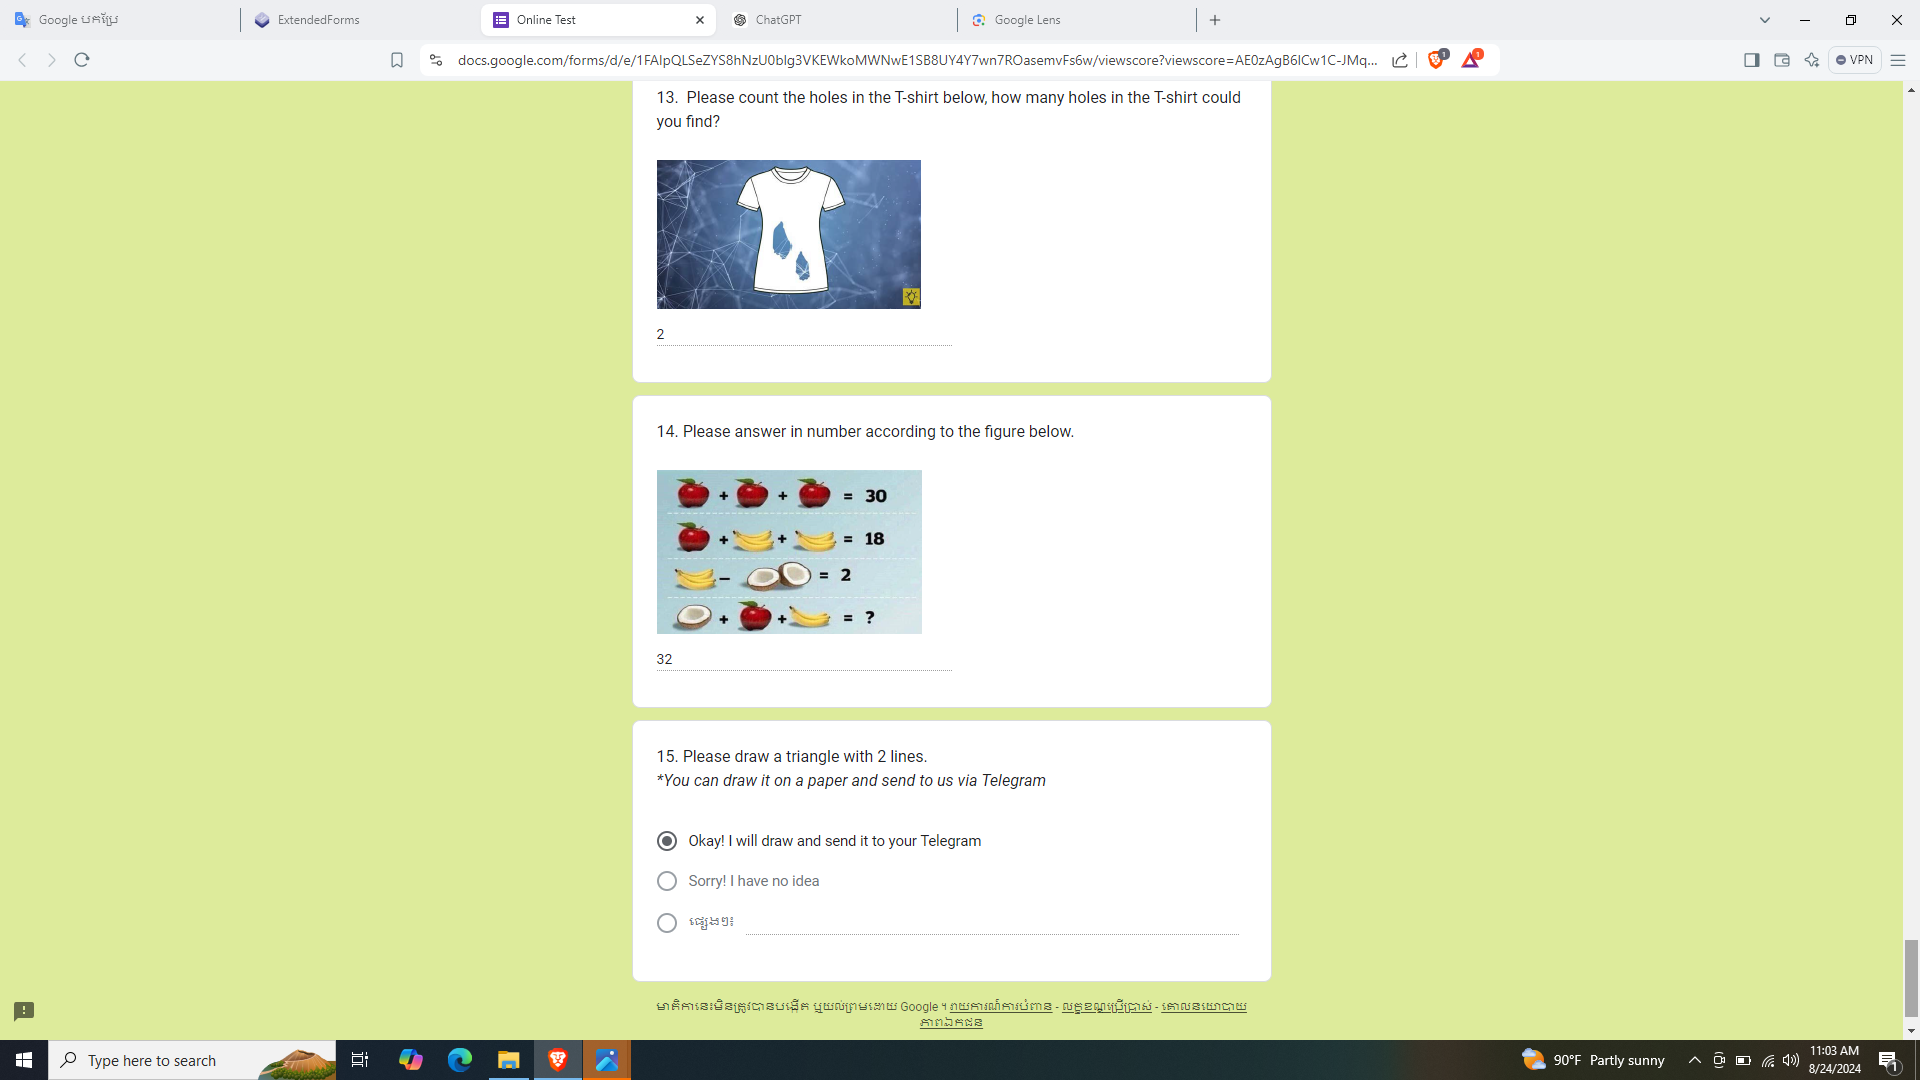 Google បកប្រែ
ExtendedForms
Online Test
ChatGPT
Google Lens
docs.google.com/forms/d/e/1FAIpQLSeZYS8hNzU0bIg3VKEWkoMWNwE1SB8UY4Y7wn7ROasemvFs6w/viewscore?viewscore=AE0zAgB6ICw1C-JMq...
1
1
VPN
13. Please count the holes in the T-shirt below, how many holes in the T-shirt could
you find?
2
14. Please answer in number according to the figure below.
+ + = 30
+ + = 18
− = 2
+ + = ?
32
15. Please draw a triangle with 2 lines.
*You can draw it on a paper and send to us via Telegram
Okay! I will draw and send it to your Telegram
Sorry! I have no idea
ផ្សេងៗ៖
មាតិកានេះមិនត្រូវបានបង្កើត ឬយល់ព្រមដោយ Google ។ រាយការណ៍ការបំពាន - លក្ខខណ្ឌប្រើប្រាស់ - គោលនយោបាយ
ភាពឯកជន
Type here to search
90°F Partly sunny
11:03 AM
8/24/2024
1